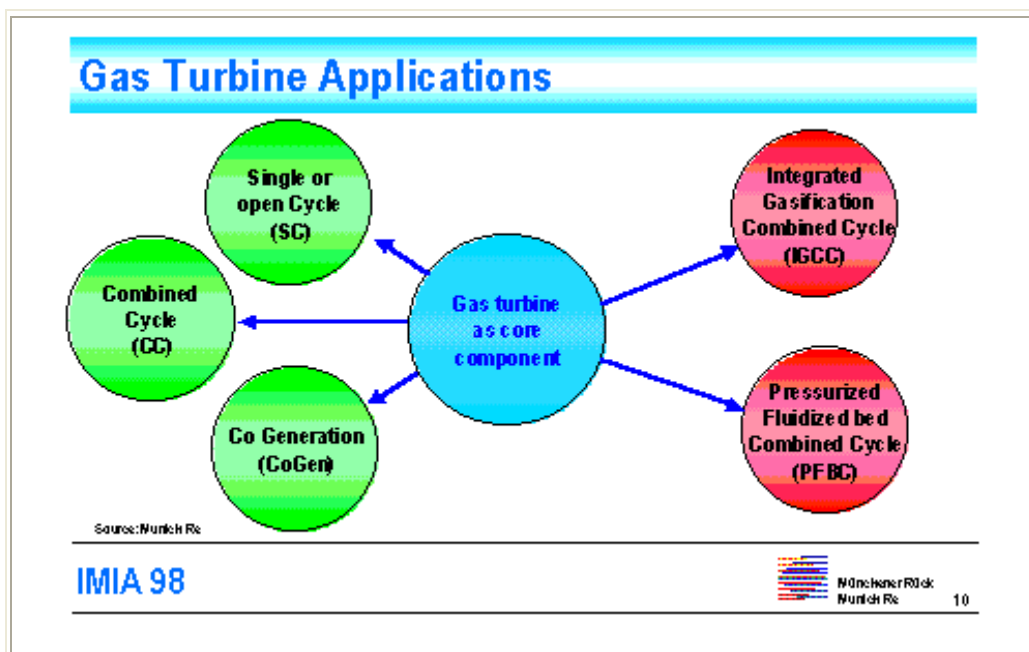 Gas Turbine Applications
Single or
open Cycle
(SC)
Integrated
Gasification
Combined Cycle
(IGCC)
Combined
Cycle
(CC)
Gas turbine
as core
component
Co Generation
(CoGen)
Pressurized
Fluidized bed
Combined Cycle
(PFBC)
Source: Munich Re
IMIA 98
Münchener Rück
Munich Re
10